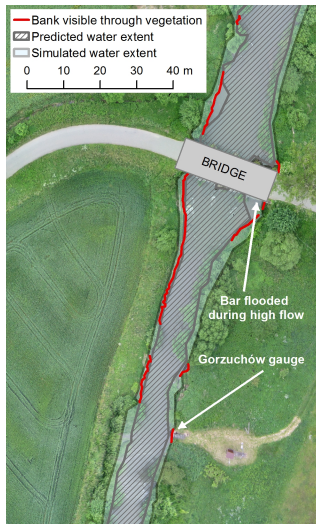 Bank visible through vegetation
Predicted water extent
Simulated water extent
0 10 20 30 40 m
BRIDGE
Bar flooded
during high flow
Gorzuchów gauge